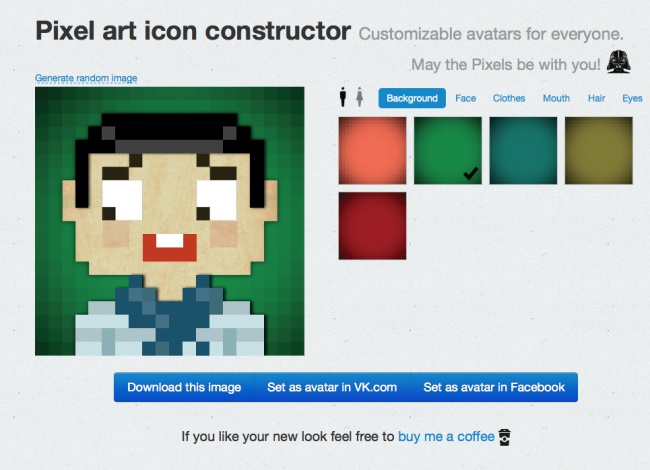 Pixel art icon constructor Customizable avatars for everyone.
May the Pixels be with you!
Generate random image
Background Face Clothes Mouth Hair Eyes
Download this image Set as avatar in VK.com Set as avatar in Facebook
If you like your new look feel free to buy me a coffee